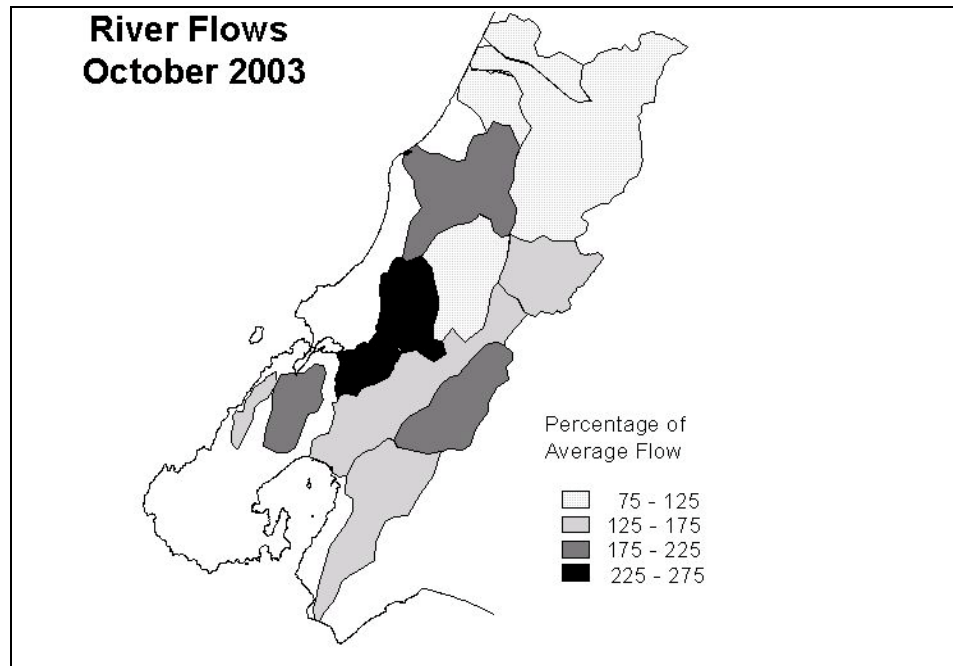 River Flows
October 2003
Percentage of
Average Flow
75 - 125
125 - 175
175 - 225
225 - 275